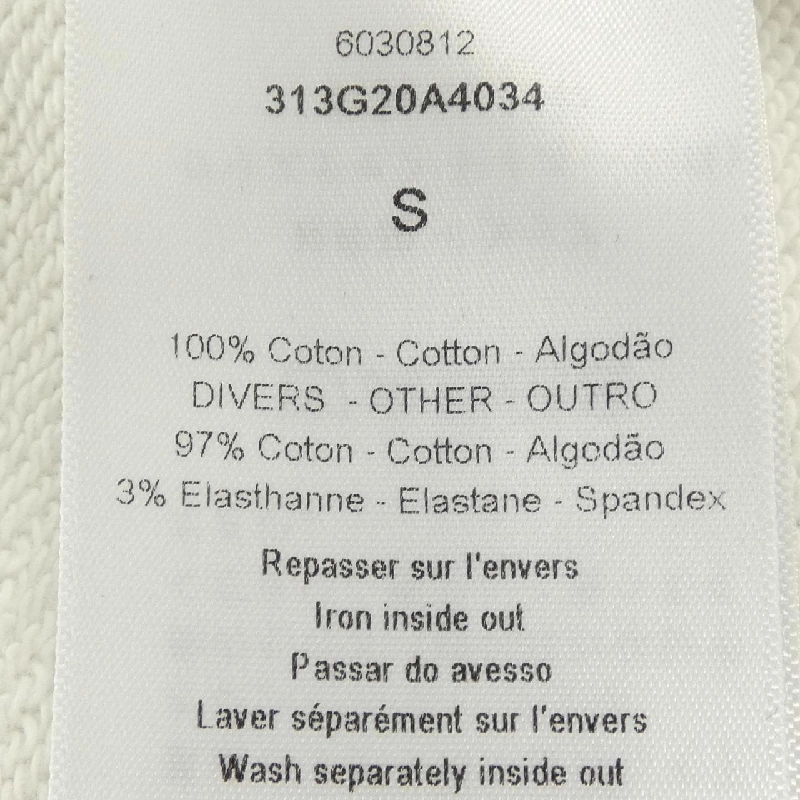 6030812
313G20A4034
S
100% Coton - Cotton - Algodão
DIVERS - OTHER - OUTRO
97% Coton - Cotton - Algodão
3% Elasthanne - Elastane - Spandex
Repasser sur l'envers
Iron inside out
Passar do avesso
Laver séparément sur l'envers
Wash separately inside out